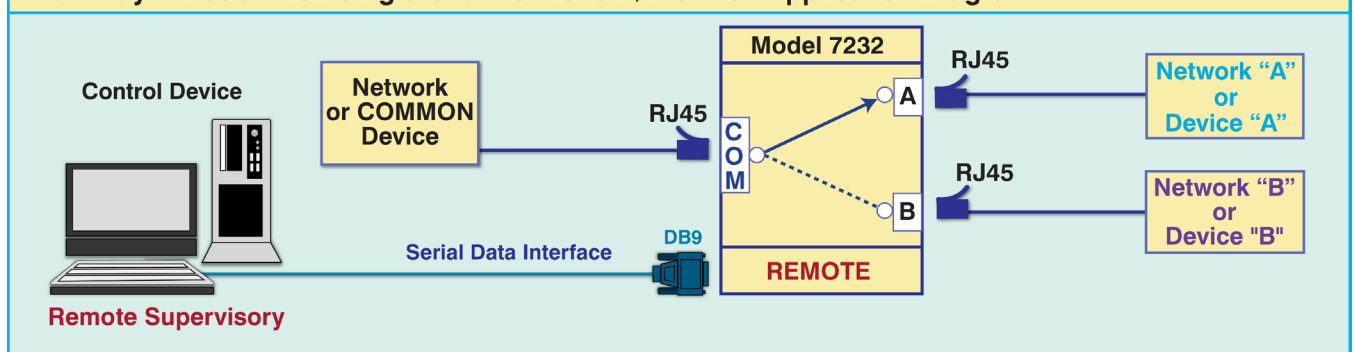 Model 7232
Control Device
Network
or COMMON
Device
RJ45
C
O
M
A
B
RJ45
Network “A”
or
Device “A”
RJ45
Network “B”
or
Device "B"
Serial Data Interface
DB9
REMOTE
Remote Supervisory